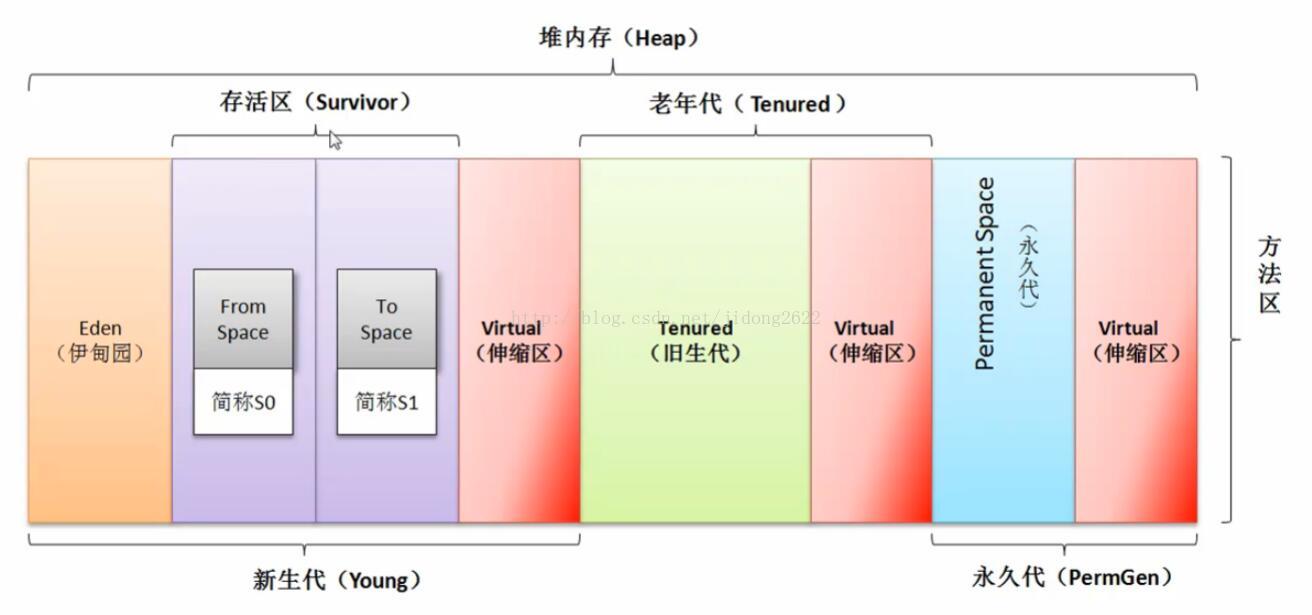 堆内存（Heap）
存活区（Survivor）
老年代（ Tenured ）
Eden
（伊甸园）
From
Space
简称S0
To
Space
简称S1
Virtual
（伸缩区）
http://blog.csdn.net/jidong2622
Tenured
（旧生代）
Virtual
（伸缩区）
Permanent Space
（永久代）
Virtual
（伸缩区）
方法区
新生代（Young）
永久代（PermGen）